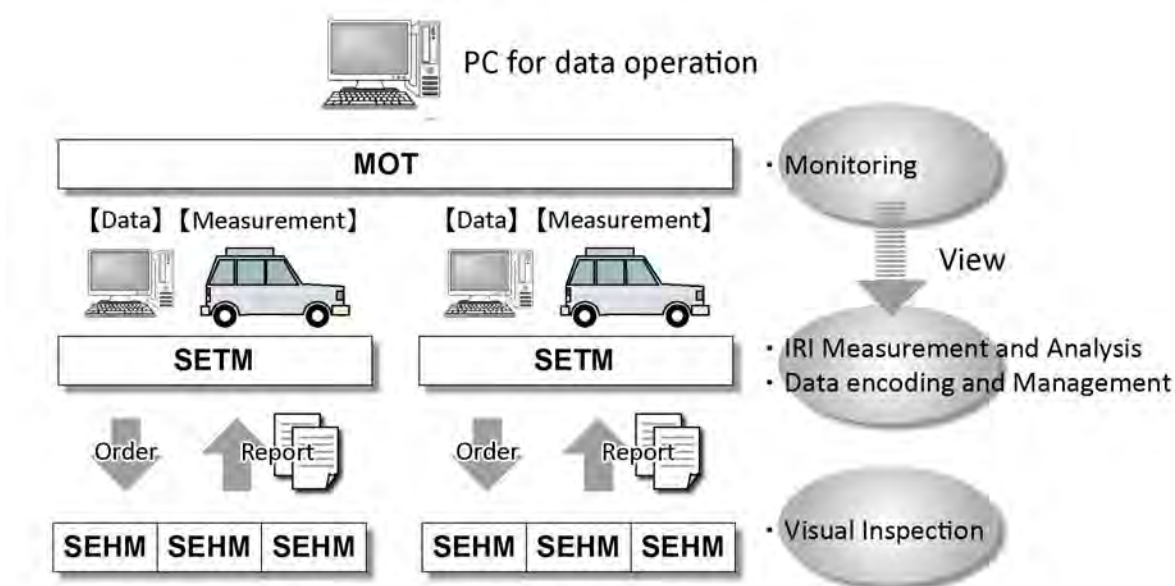 PC for data operation
MOT
・Monitoring
【Data】【Measurement】 【Data】【Measurement】
View
SETM SETM
・IRI Measurement and Analysis
・Data encoding and Management
Order Report Order Report
SEHM SEHM SEHM SEHM SEHM SEHM
・Visual Inspection